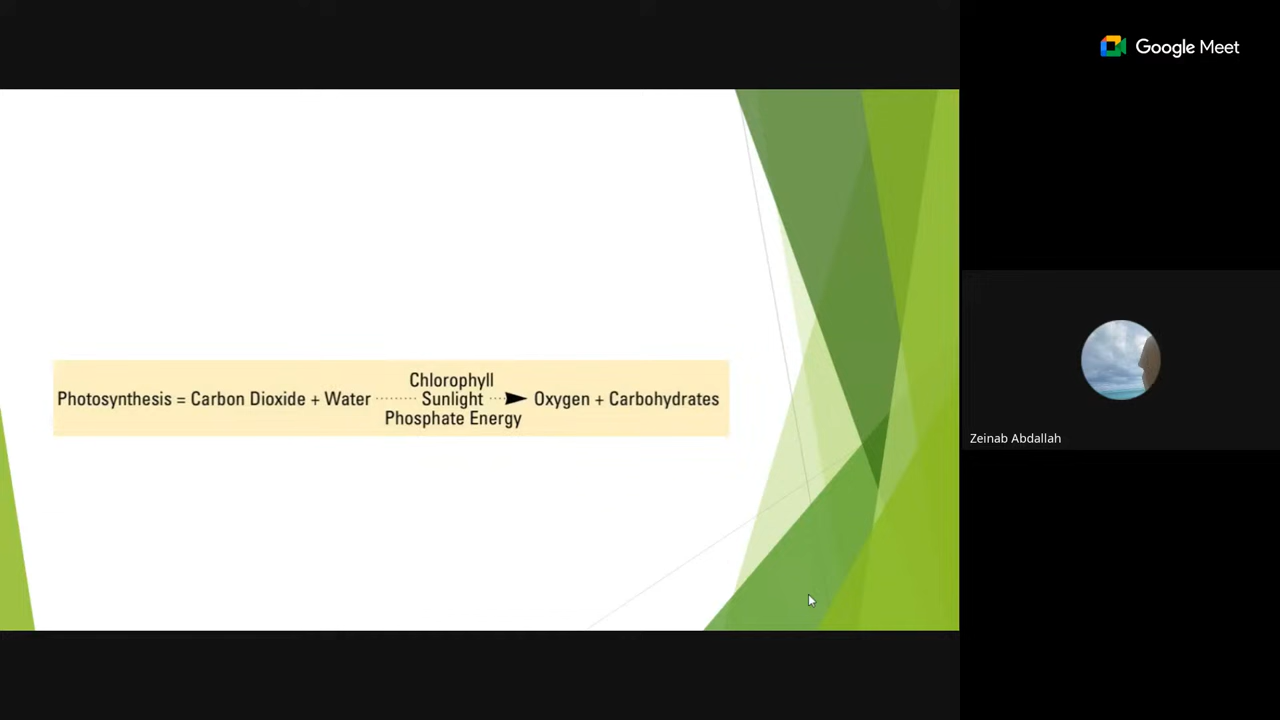 Google Meet
Chlorophyll
Photosynthesis = Carbon Dioxide + Water ........ Sunlight ...► Oxygen + Carbohydrates
Phosphate Energy
Zeinab Abdallah